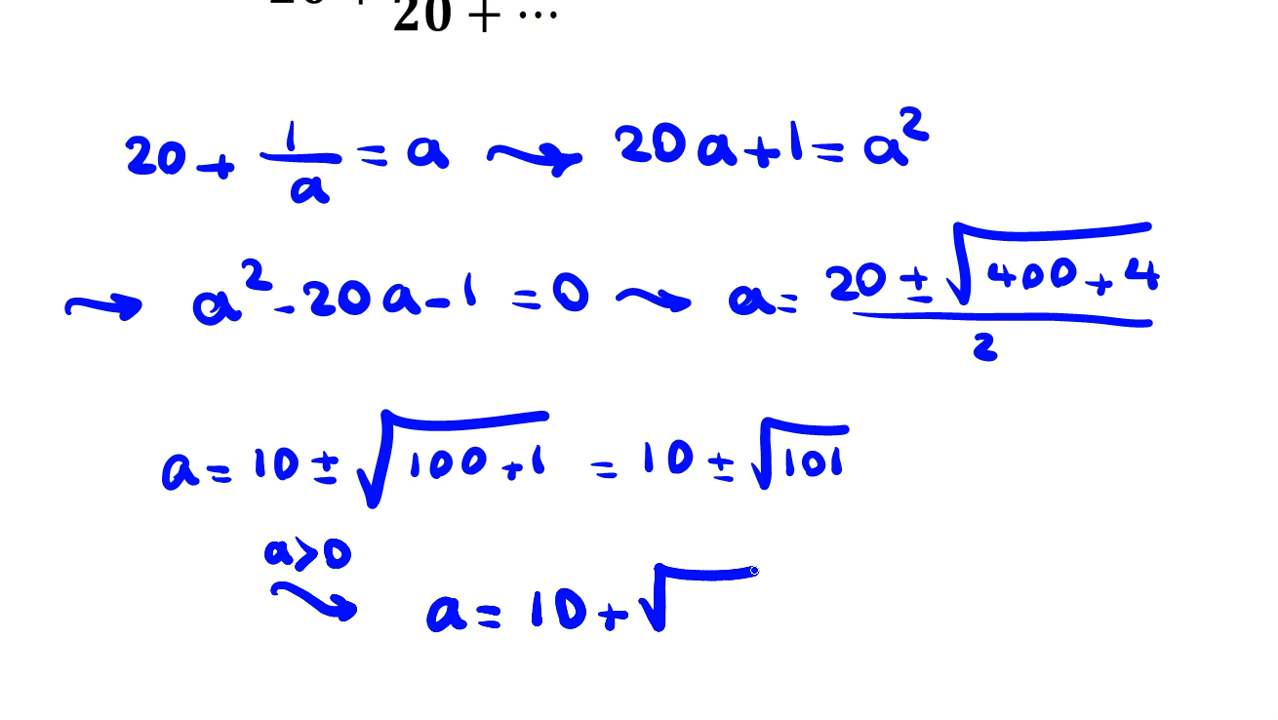 20 + ⋯
20 + 1/a = a ⇝ 20a + 1 = a²
⇝ a² - 20a - 1 = 0 ⇝ a = (20 ± √(400 + 4))/2
a = 10 ± √(100 + 1) = 10 ± √101
a>0
⇝ a = 10 + √